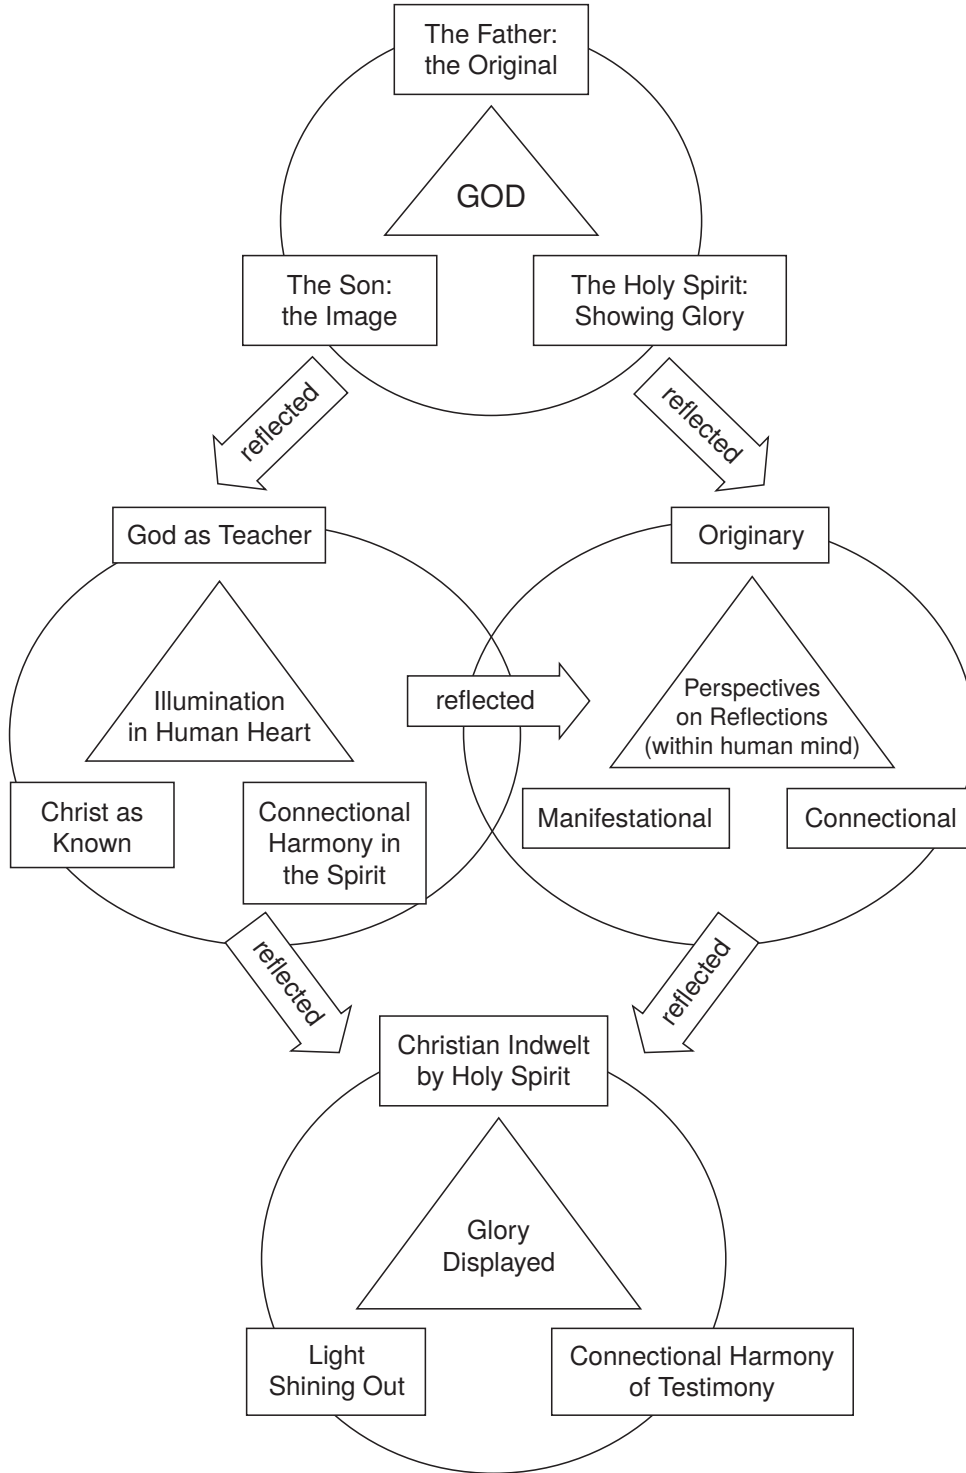 The Father:
the Original
GOD
The Son:
the Image
The Holy Spirit:
Showing Glory
reflected
reflected
God as Teacher
Originary
Illumination
in Human Heart
reflected
Perspectives
on Reflections
(within human mind)
Christ as
Known
Connectional
Harmony in
the Spirit
Manifestational
Connectional
reflected
reflected
Christian Indwelt
by Holy Spirit
Glory
Displayed
Light
Shining Out
Connectional Harmony
of Testimony